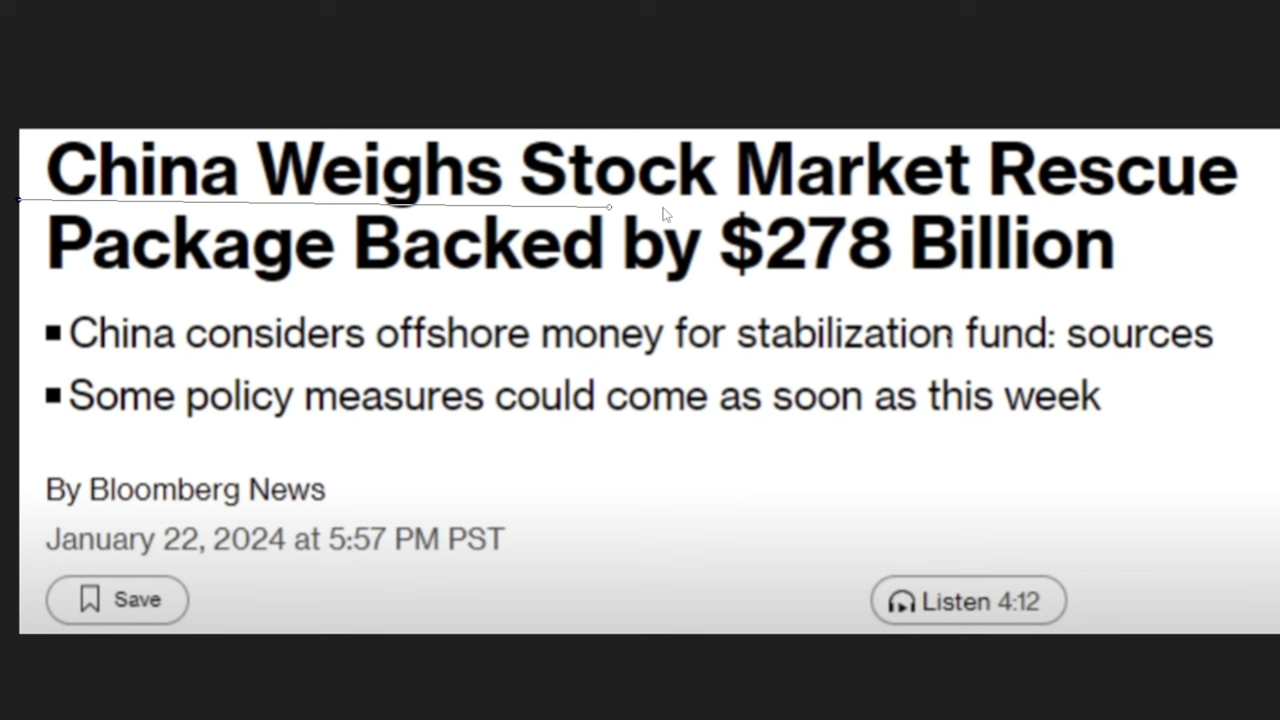 China Weighs Stock Market Rescue
Package Backed by $278 Billion
China considers offshore money for stabilization fund: sources
Some policy measures could come as soon as this week
By Bloomberg News
January 22, 2024 at 5:57 PM PST
Save
Listen 4:12